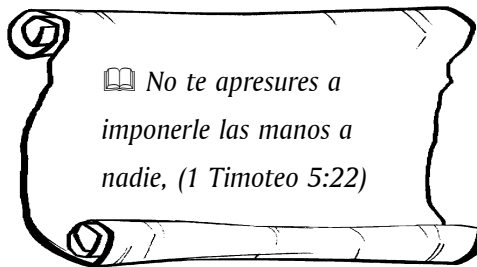 🕮 No te apresures a
imponerle las manos a
nadie, (1 Timoteo 5:22)